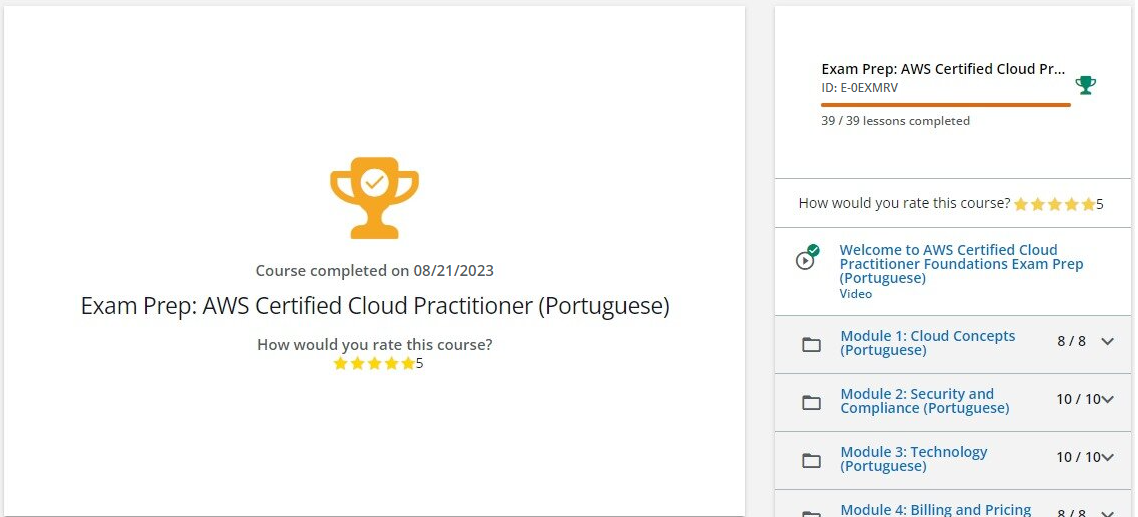 Course completed on 08/21/2023
Exam Prep: AWS Certified Cloud Practitioner (Portuguese)
How would you rate this course?
5
Exam Prep: AWS Certified Cloud Pr...
ID: E-0EXMRV
39 / 39 lessons completed
How would you rate this course? 5
Welcome to AWS Certified Cloud
Practitioner Foundations Exam Prep
(Portuguese)
Video
Module 1: Cloud Concepts
(Portuguese)
8 / 8
Module 2: Security and
Compliance (Portuguese)
10 / 10
Module 3: Technology
(Portuguese)
10 / 10
Module 4: Billing and Pricing
8 / 8